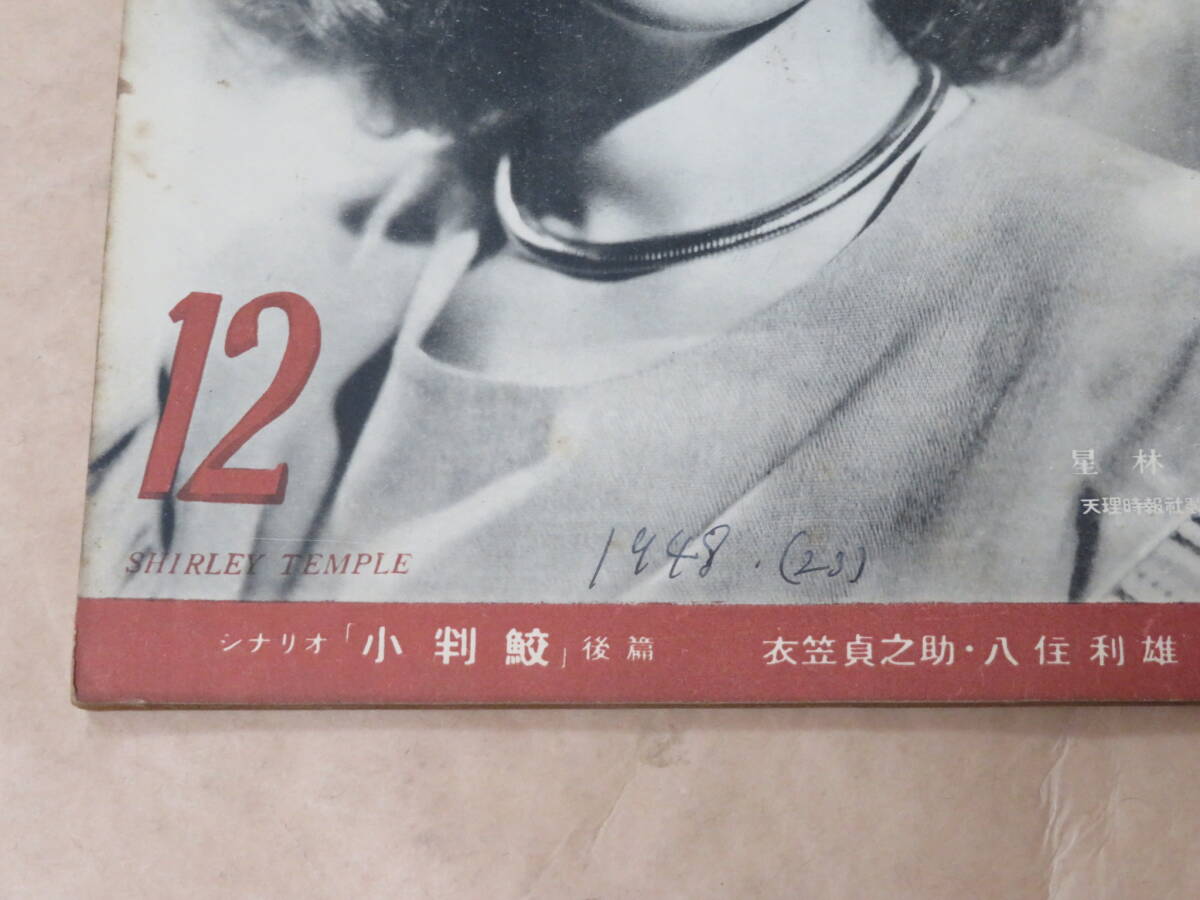 12
星林
天理時報社
SHIRLEY TEMPLE
1948.(23)
シナリオ「小判鮫」後篇 衣笠貞之助・八住利雄